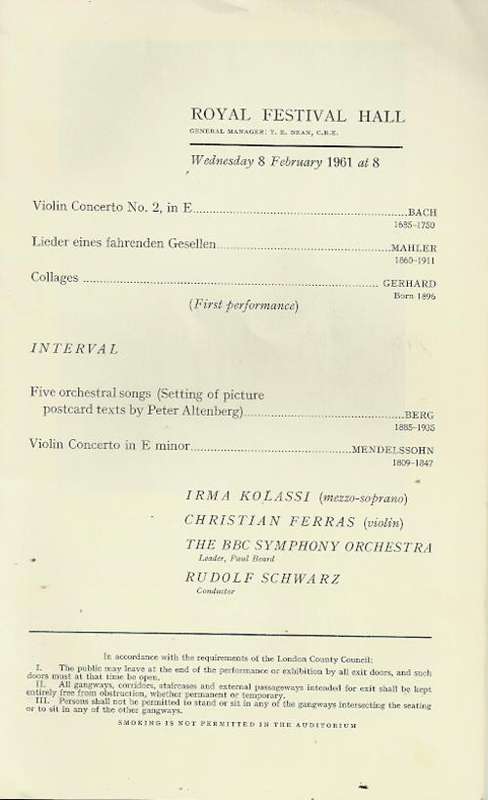 ROYAL FESTIVAL HALL
GENERAL MANAGER: T. E. BEAN, C.B.E.
Wednesday 8 February 1961 at 8
Violin Concerto No. 2, in E............BACH
1685-1750
Lieder eines fahrenden Gesellen............MAHLER
1860-1911
Collages ............ GERHARD
Born 1896
(First performance)
INTERVAL
Five orchestral songs (Setting of picture
postcard texts by Peter Altenberg)............BERG
1885-1935
Violin Concerto in E minor............MENDELSSOHN
1809-1847
IRMA KOLASSI (mezzo-soprano)
CHRISTIAN FERRAS (violin)
THE BBC SYMPHONY ORCHESTRA
Leader, Paul Beard
RUDOLF SCHWARZ
Conductor
In accordance with the requirements of the London County Council:
I. The public may leave at the end of the performance or exhibition by all exit doors, and such
doors must at that time be open.
II. All gangways, corridors, staircases and external passageways intended for exit shall be kept
entirely free from obstruction, whether permanent or temporary.
III. Persons shall not be permitted to stand or sit in any of the gangways intersecting the seating
or to sit in any of the other gangways.
SMOKING IS NOT PERMITTED IN THE AUDITORIUM